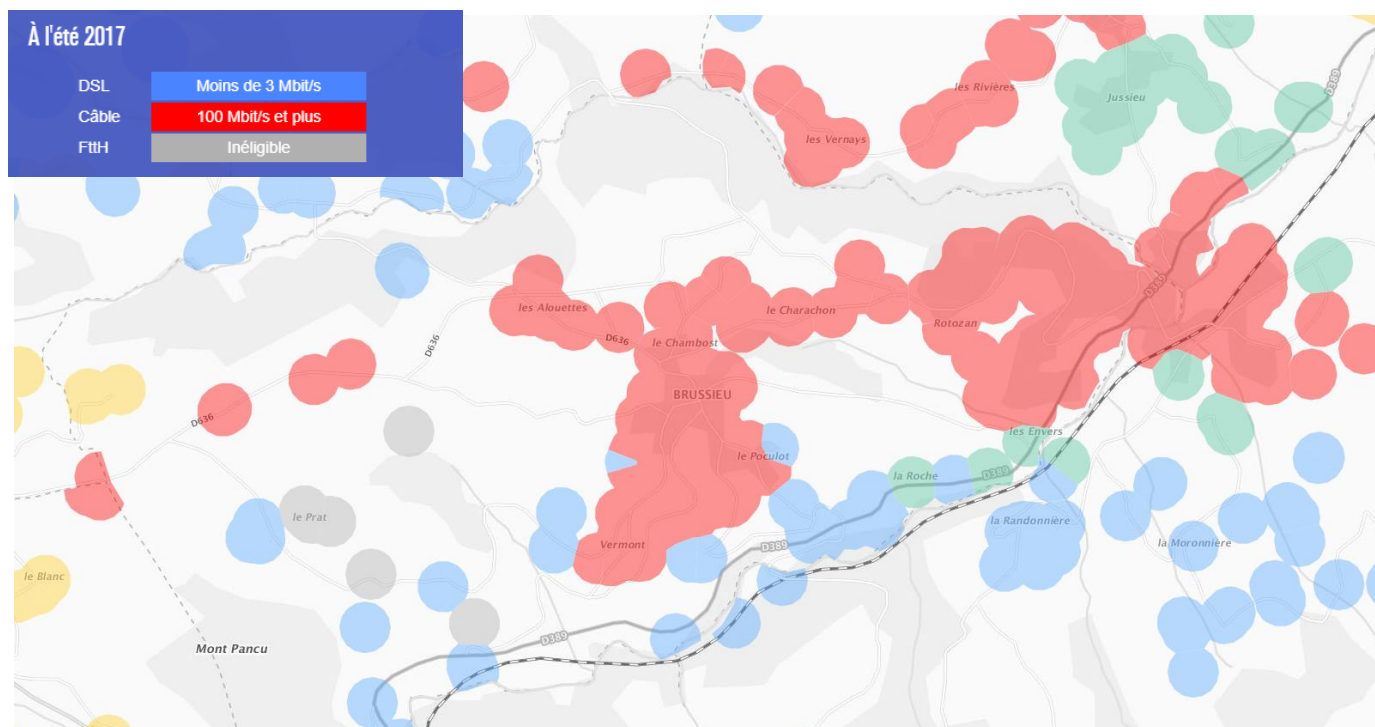 À l'été 2017
DSL Moins de 3 Mbit/s
Câble 100 Mbit/s et plus
FttH Inéligible
D389
les Rivières
Jussieu
les Vernays
D389
les Alouettes
le Charachon
Rotozan
D636
D636
le Chambost
BRUSSIEU
D636
les Envers
le Poculot
la Roche
D389
le Prat
la Randonnière
Vermont
D389
la Moronnière
le Blanc
D389
Mont Pancu